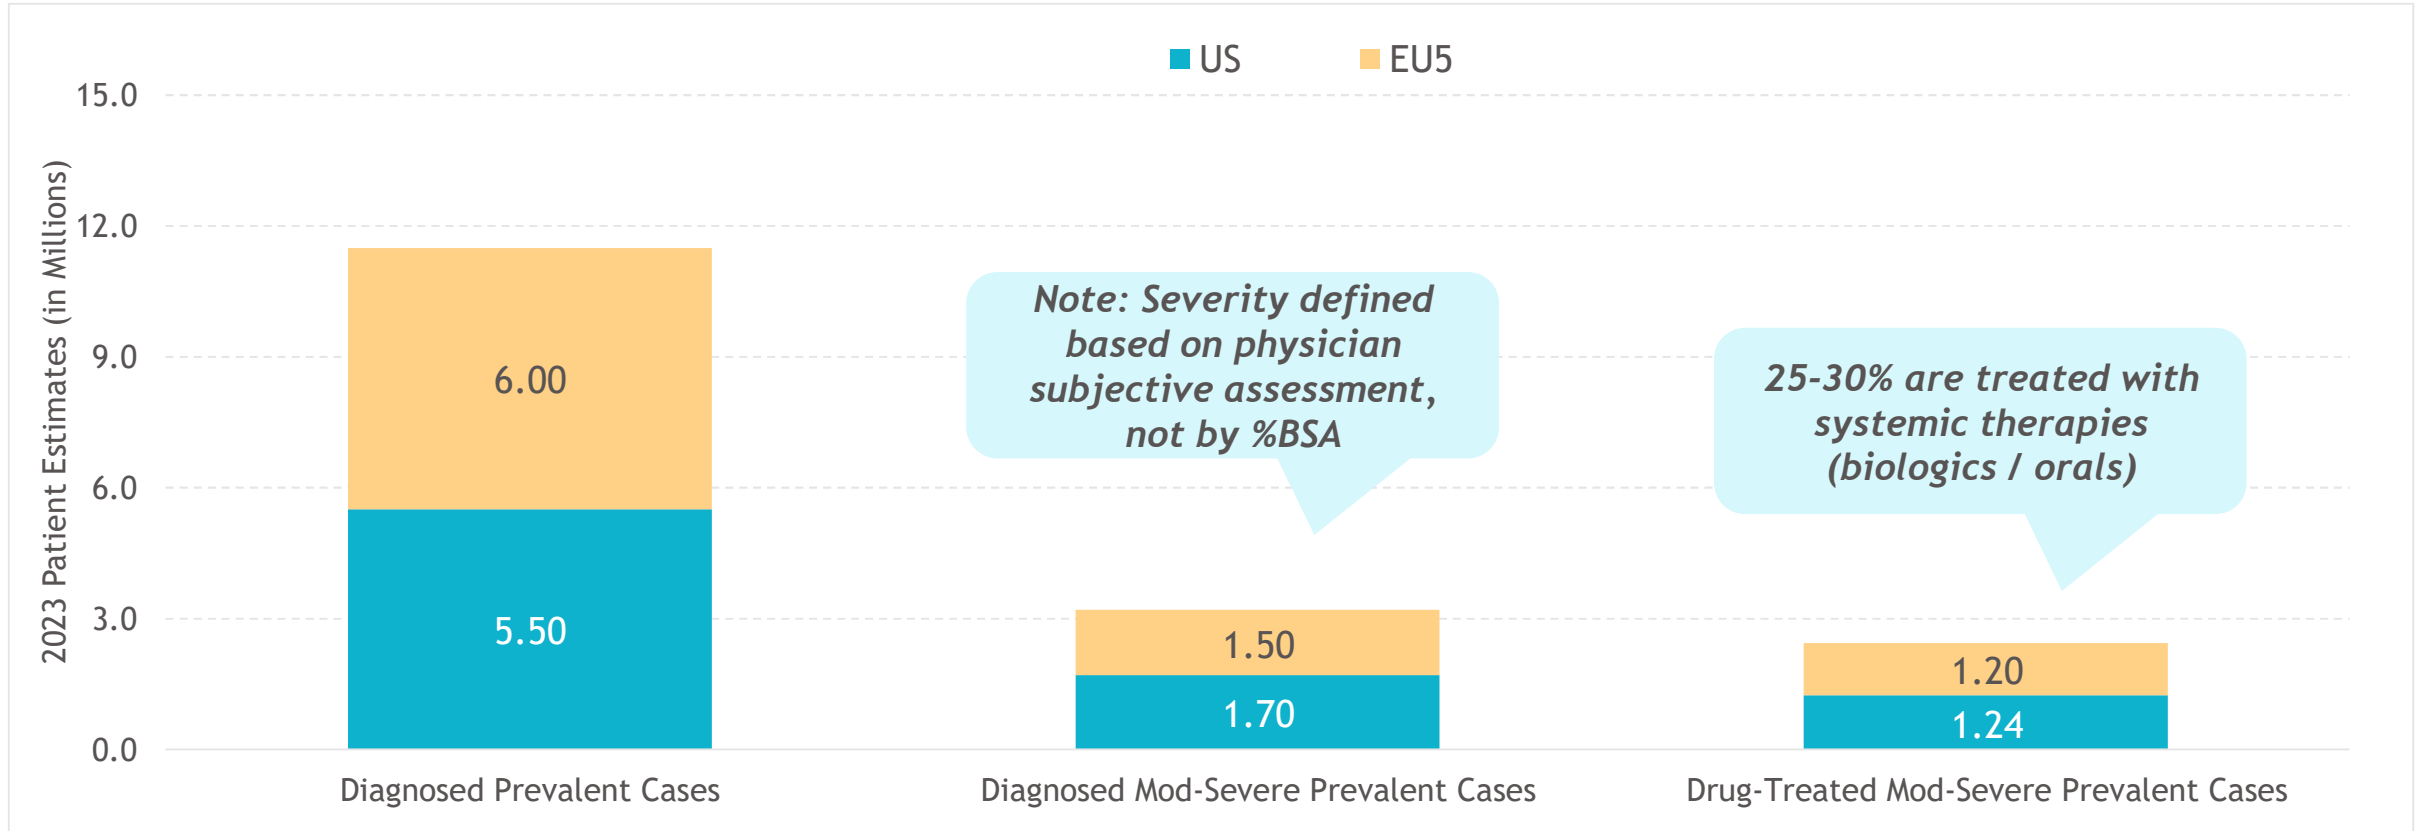 US EU5
2023 Patient Estimates (in Millions)
15.0
12.0
9.0
6.0
3.0
0.0
6.00
5.50
Note: Severity defined
based on physician
subjective assessment,
not by %BSA
1.50
1.70
25-30% are treated with
systemic therapies
(biologics / orals)
1.20
1.24
Diagnosed Prevalent Cases
Diagnosed Mod-Severe Prevalent Cases
Drug-Treated Mod-Severe Prevalent Cases